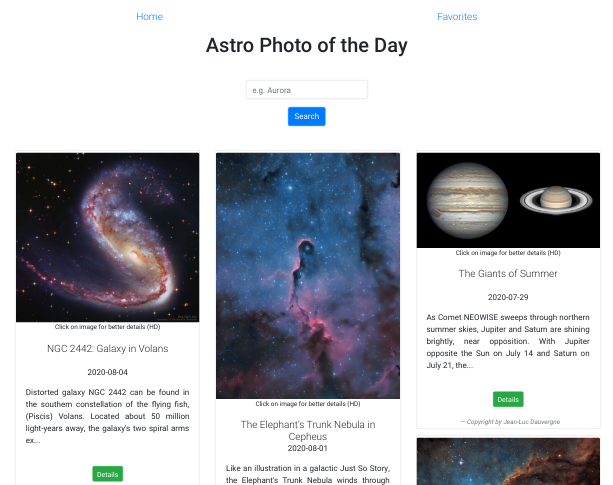 Home
Favorites
Astro Photo of the Day
e.g. Aurora
Search
Click on image for better details (HD)
NGC 2442: Galaxy in Volans
2020-08-04
Distorted galaxy NGC 2442 can be found
in the southern constellation of the flying fish,
(Piscis) Volans. Located about 50 million
light-years away, the galaxy's two spiral arms
ex...
Details
Click on image for better details (HD)
The Elephant's Trunk Nebula in
Cepheus
2020-08-01
Like an illustration in a galactic Just So Story,
the Elephant's Trunk Nebula winds through
Click on image for better details (HD)
The Giants of Summer
2020-07-29
As Comet NEOWISE sweeps through northern
summer skies, Jupiter and Saturn are shining
brightly, near opposition. With Jupiter
opposite the Sun on July 14 and Saturn on
July 21, the...
Details
— Copyright by Jean-Luc Dauvergne